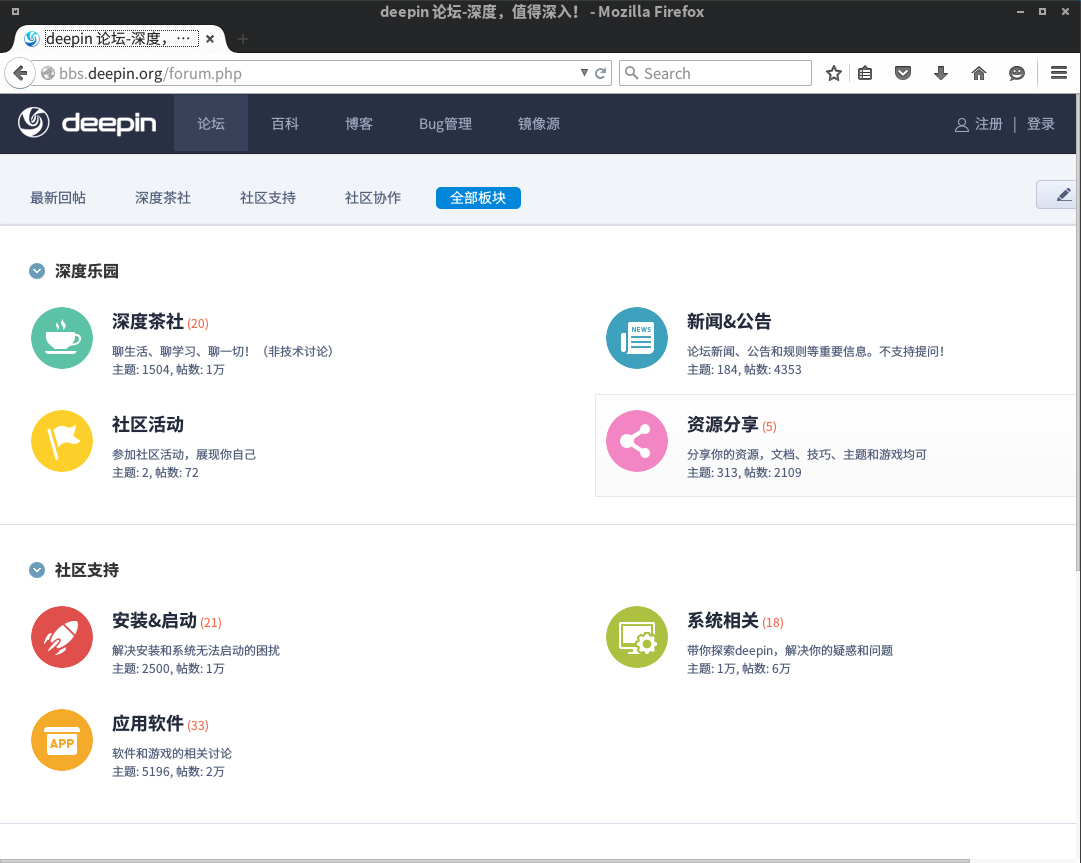 deepin 论坛-深度，值得深入！ - Mozilla Firefox
deepin 论坛-深度，…
bbs.deepin.org/forum.php
Search
deepin
论坛
百科
博客
Bug管理
镜像源
注册 | 登录
最新回帖
深度茶社
社区支持
社区协作
全部板块
深度乐园
深度茶社 (20)
聊生活、聊学习、聊一切！（非技术讨论）
主题: 1504, 帖数: 1万
NEWS
新闻&公告
论坛新闻、公告和规则等重要信息。不支持提问！
主题: 184, 帖数: 4353
社区活动
参加社区活动，展现你自己
主题: 2, 帖数: 72
资源分享 (5)
分享你的资源，文档、技巧、主题和游戏均可
主题: 313, 帖数: 2109
社区支持
安装&启动 (21)
解决安装和系统无法启动的困扰
主题: 2500, 帖数: 1万
系统相关 (18)
带你探索deepin，解决你的疑惑和问题
主题: 1万, 帖数: 6万
APP
应用软件 (33)
软件和游戏的相关讨论
主题: 5196, 帖数: 2万